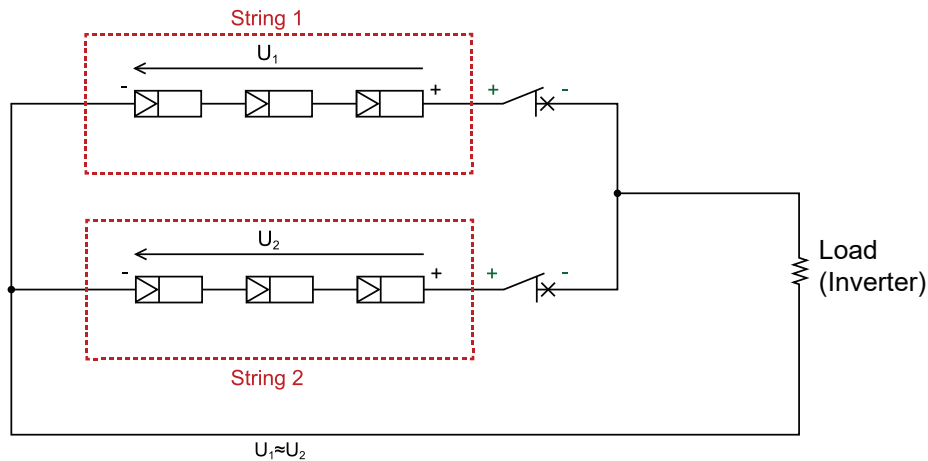 String 1
U₁
- + + -
U₂
- + + -
Load
(Inverter)
String 2
U₁≈U₂